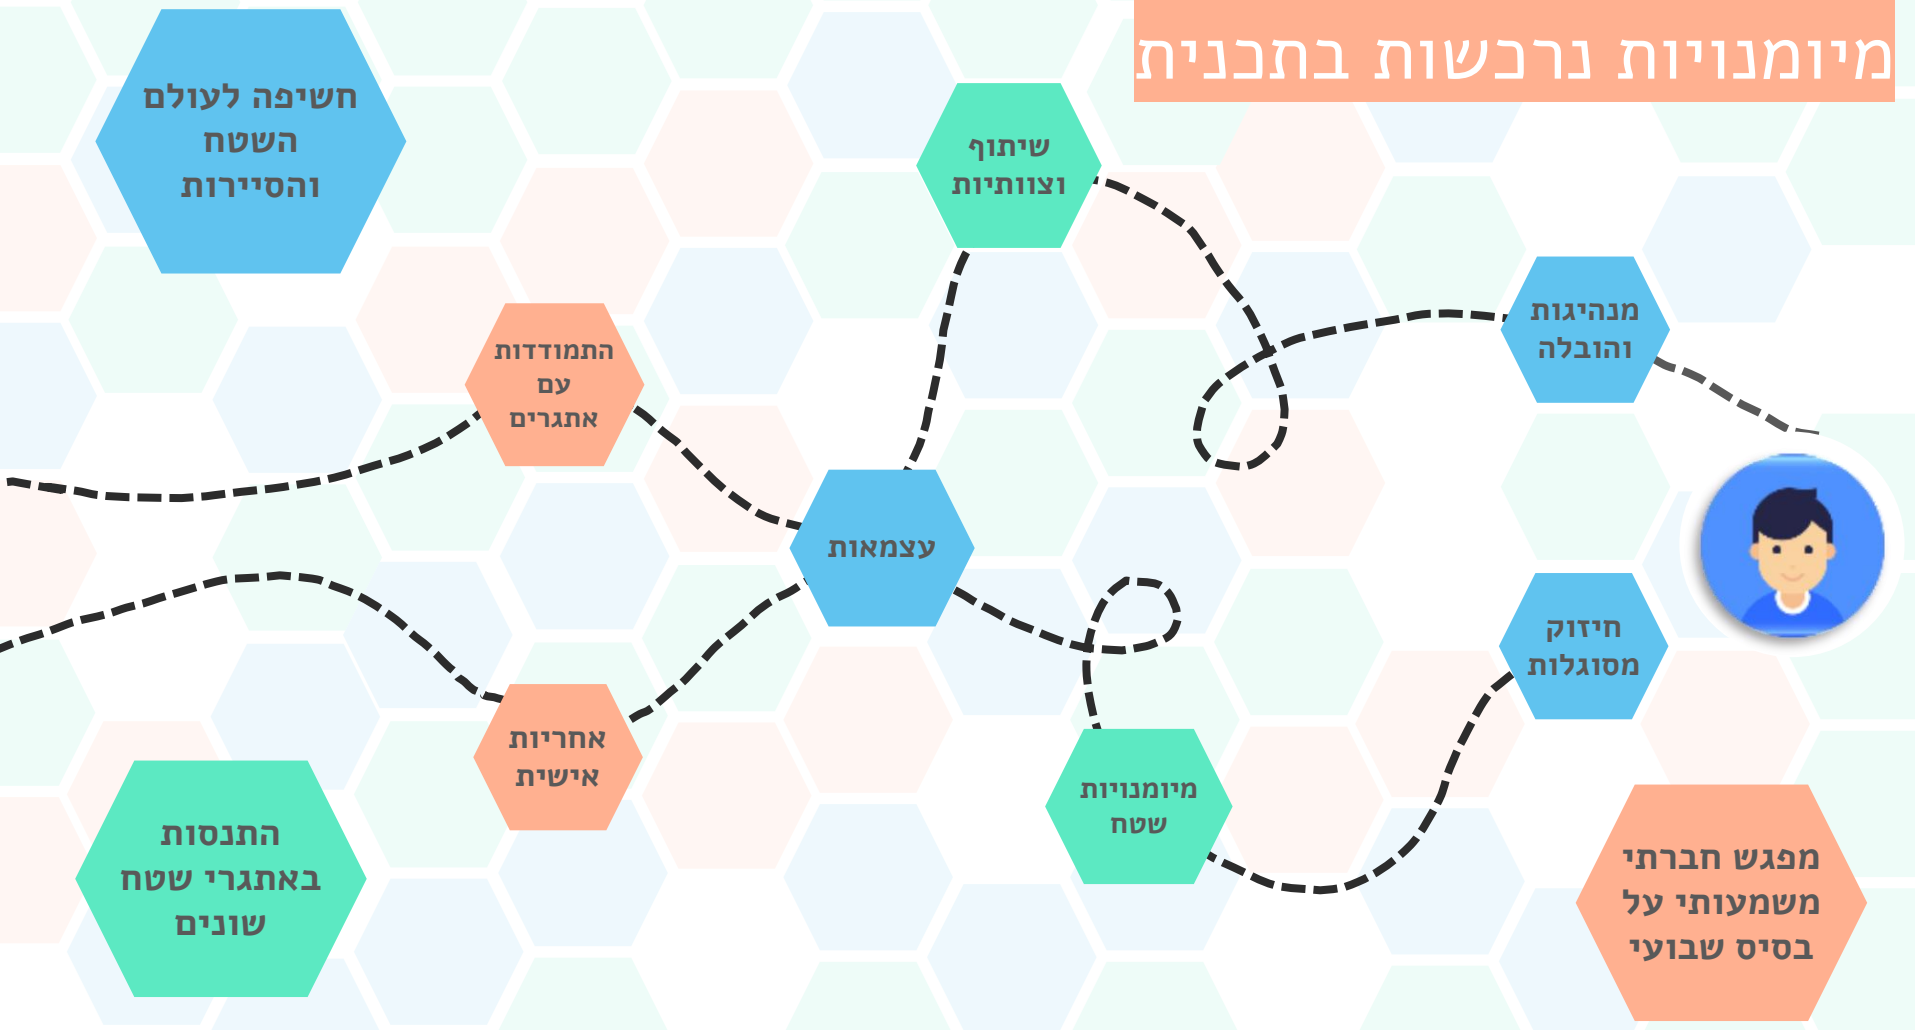 מיומנויות נרכשות בתכנית
חשיפה לעולם
השטח
והסיירות
שיתוף
וצוותיות
מנהיגות
והובלה
התמודדות
עם
אתגרים
עצמאות
חיזוק
מסוגלות
אחריות
אישית
מיומנויות
שטח
התנסות
באתגרי שטח
שונים
מפגש חברתי
משמעותי על
בסיס שבועי